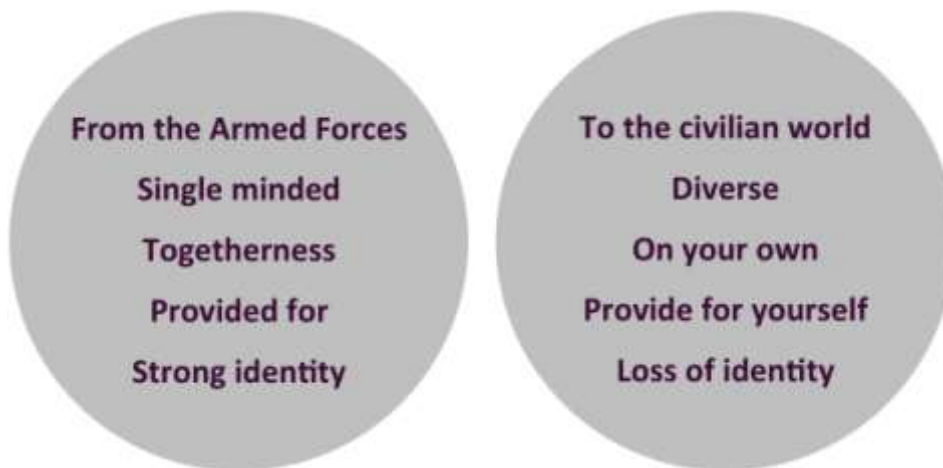 From the Armed Forces
Single minded
Togetherness
Provided for
Strong identity
To the civilian world
Diverse
On your own
Provide for yourself
Loss of identity